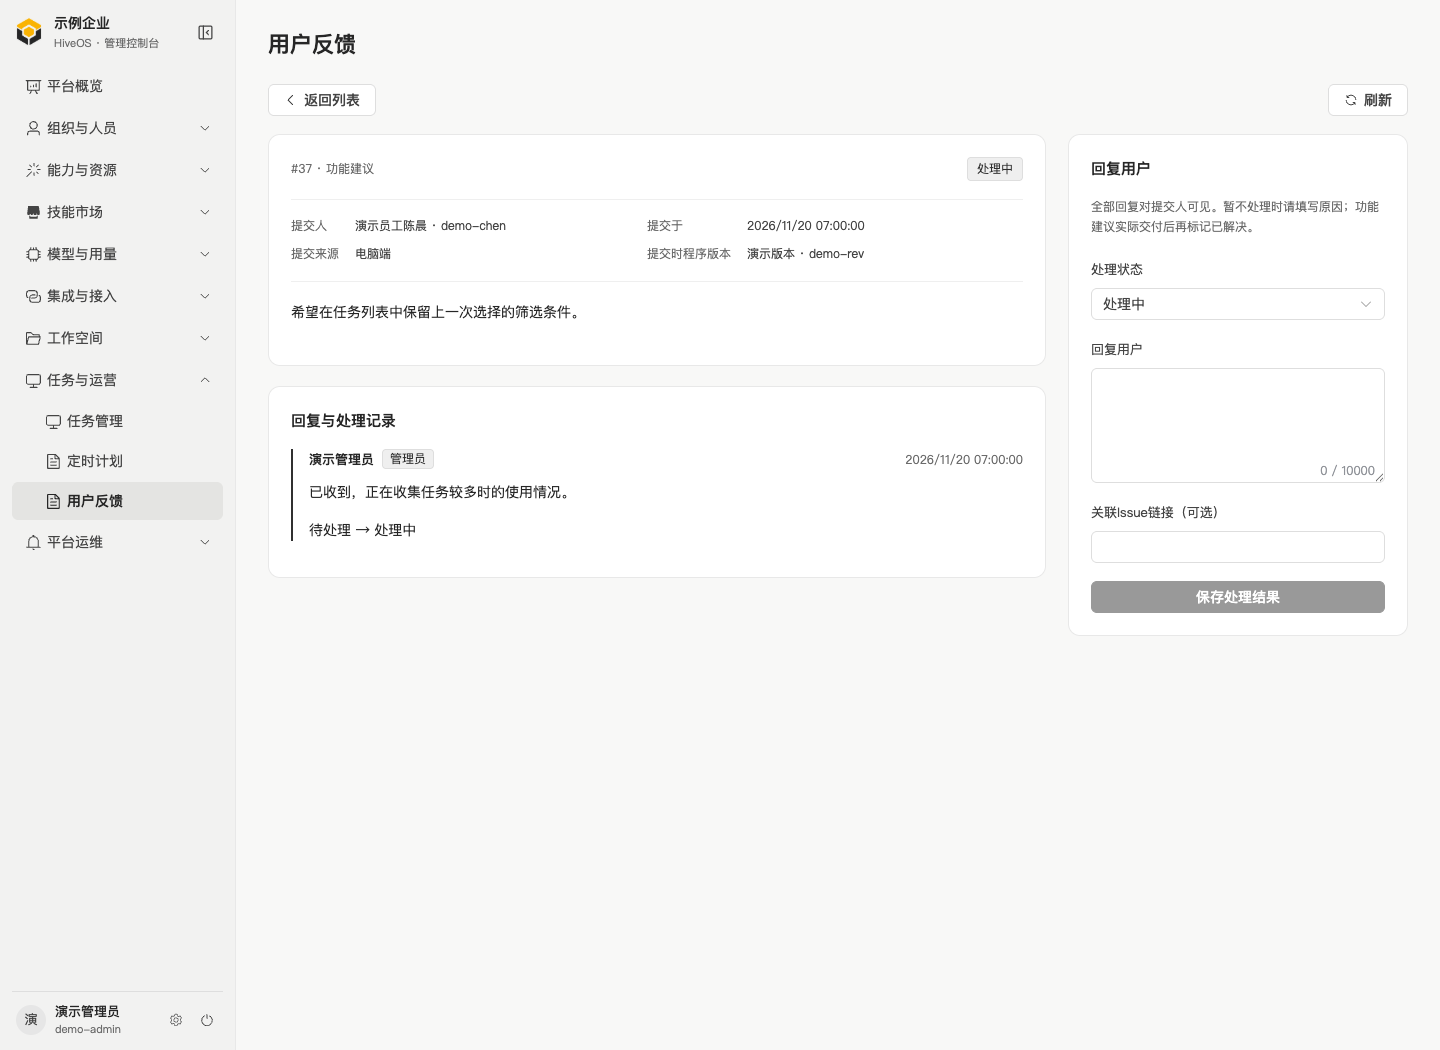 示例企业
HiveOS · 管理控制台
平台概览
组织与人员
能力与资源
技能市场
模型与用量
集成与接入
工作空间
任务与运营
任务管理
定时计划
用户反馈
平台运维
演
演示管理员
demo-admin
用户反馈
返回列表
刷新
#37 · 功能建议
处理中
提交人 演示员工陈晨 · demo-chen
提交于 2026/11/20 07:00:00
提交来源 电脑端
提交时程序版本 演示版本 · demo-rev
希望在任务列表中保留上一次选择的筛选条件。
回复与处理记录
演示管理员 管理员 2026/11/20 07:00:00
已收到，正在收集任务较多时的使用情况。
待处理 → 处理中
回复用户
全部回复对提交人可见。暂不处理时请填写原因；功能
建议实际交付后再标记已解决。
处理状态
处理中
回复用户
0 / 10000
关联Issue链接（可选）
保存处理结果